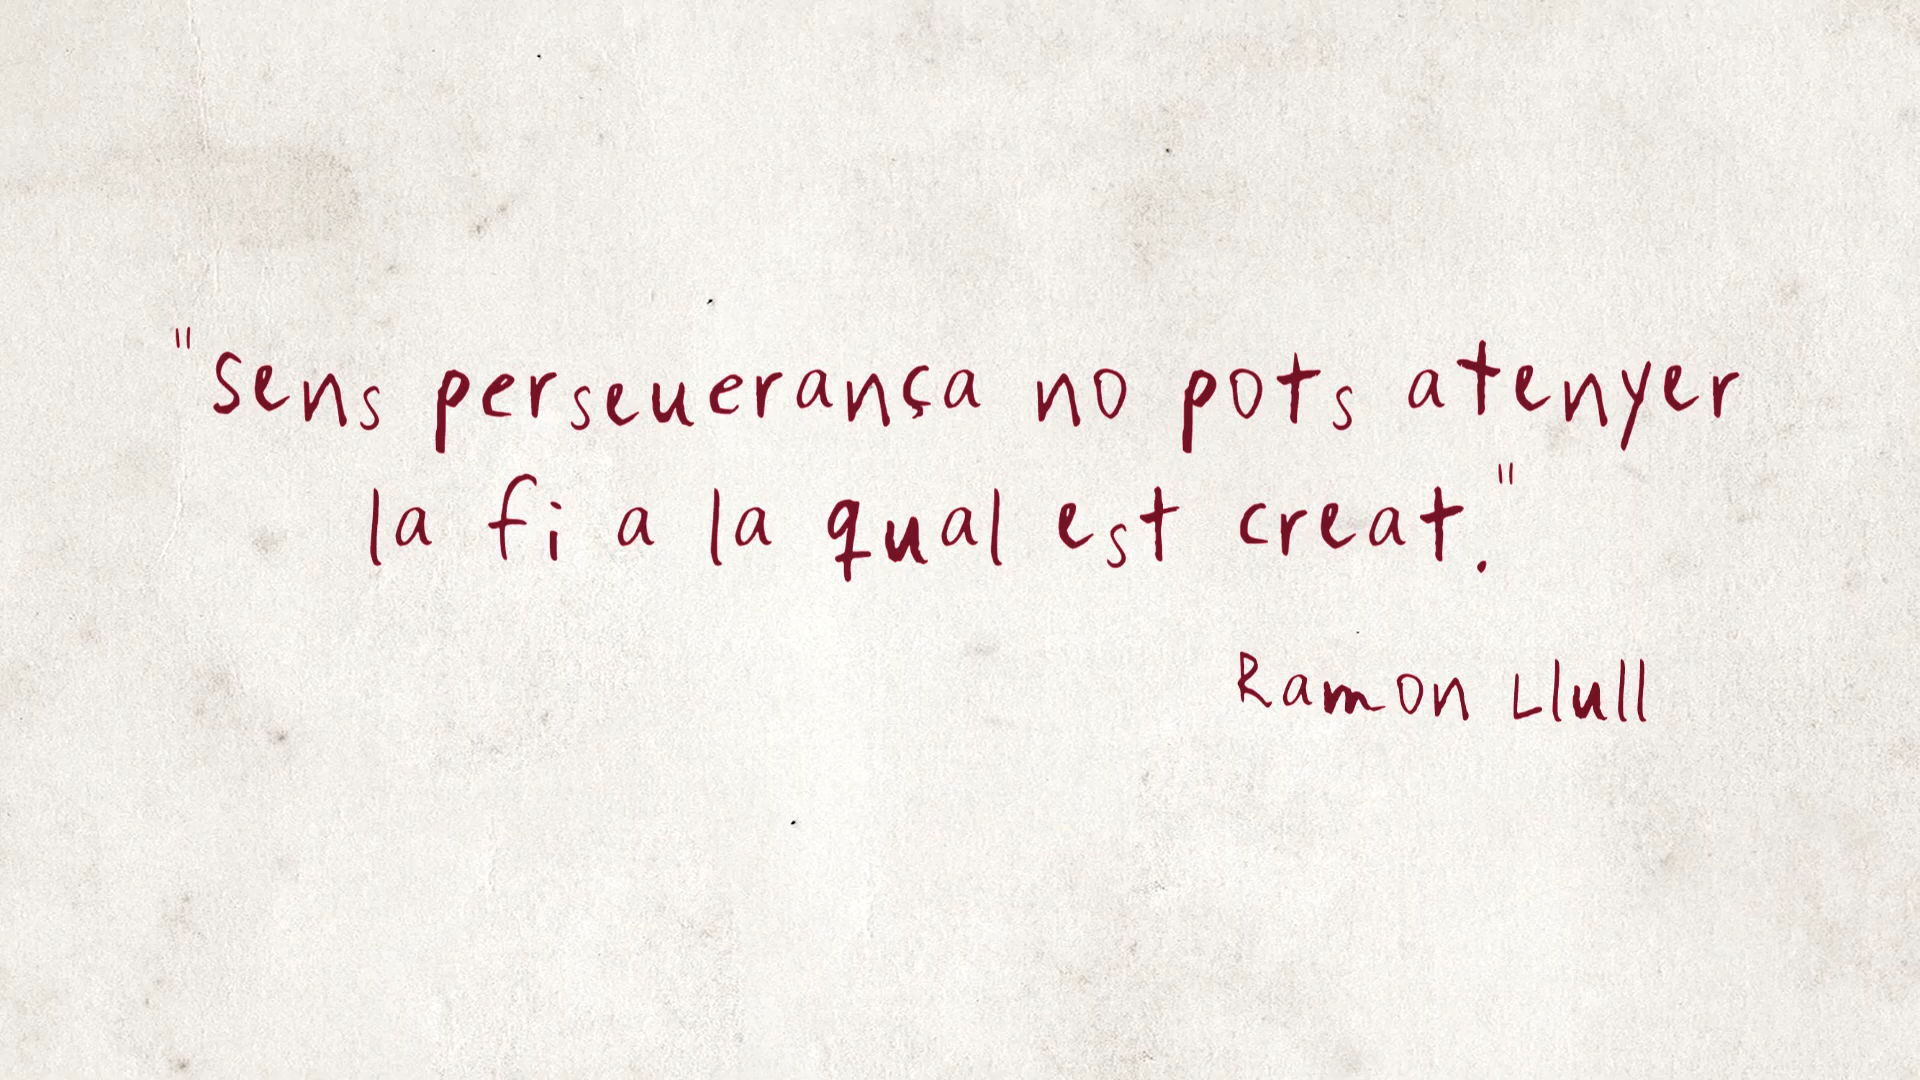 "Sens perseuerança no pots atenyer
la fi a la qual est creat."
Ramon Llull